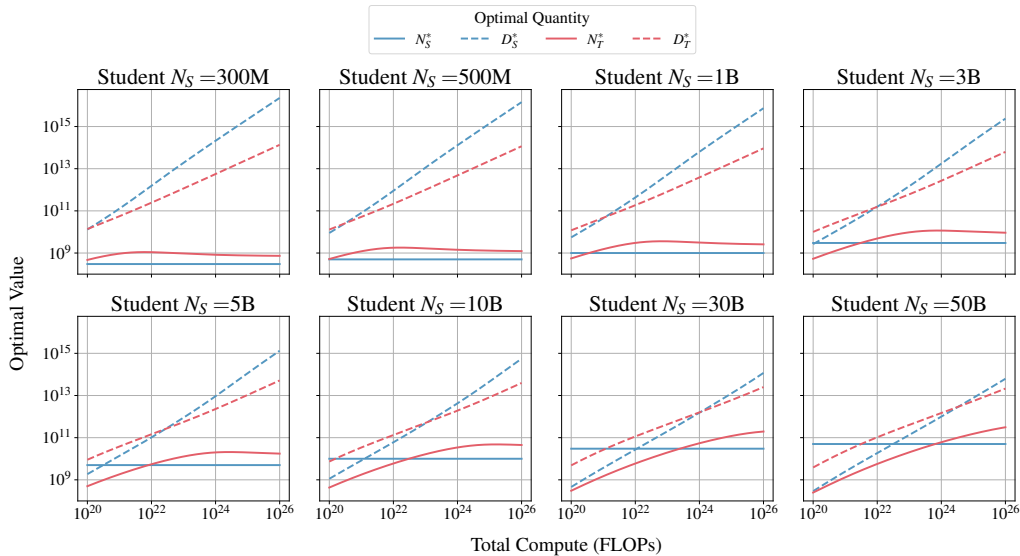 Optimal Quantity
N*_S D*_S N*_T D*_T
Student N_S =300M Student N_S =500M Student N_S =1B Student N_S =3B
10^15
10^13
10^11
10^9
Student N_S =5B Student N_S =10B Student N_S =30B Student N_S =50B
10^15
10^13
10^11
10^9
10^20 10^22 10^24 10^26 10^20 10^22 10^24 10^26 10^20 10^22 10^24 10^26 10^20 10^22 10^24 10^26
Optimal Value
Total Compute (FLOPs)